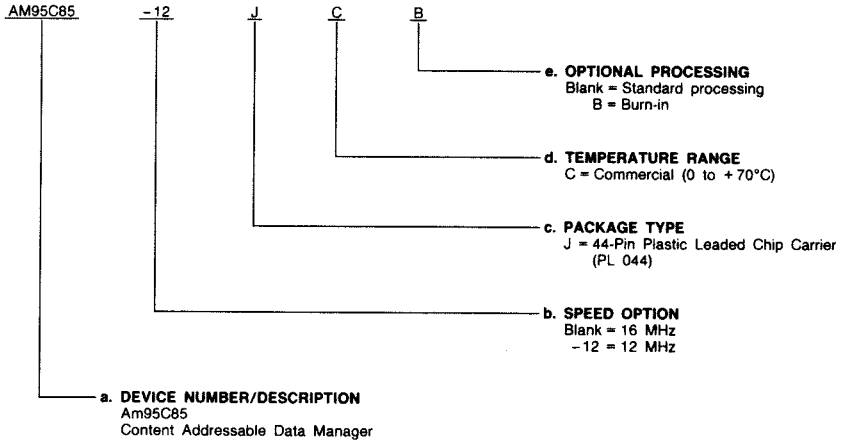 AM95C85 -12 J C B
e. OPTIONAL PROCESSING
Blank = Standard processing
B = Burn-in
d. TEMPERATURE RANGE
C = Commercial (0 to +70°C)
c. PACKAGE TYPE
J = 44-Pin Plastic Leaded Chip Carrier
(PL 044)
b. SPEED OPTION
Blank = 16 MHz
-12 = 12 MHz
a. DEVICE NUMBER/DESCRIPTION
Am95C85
Content Addressable Data Manager